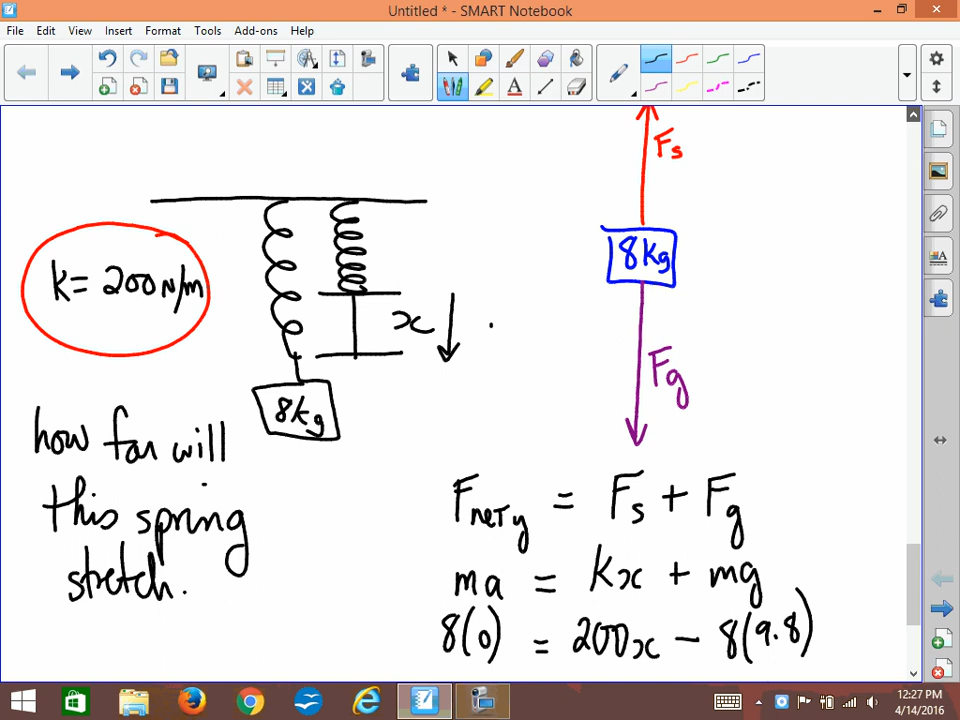 Untitled * - SMART Notebook
File Edit View Insert Format Tools Add-ons Help
Fs
8kg
k= 200 N/m
x
8kg
Fg
how far will
this spring
stretch.
Fnet y = Fs + Fg
ma = Kx + mg
8(0) = 200x - 8(9.8)
12:27 PM
4/14/2016